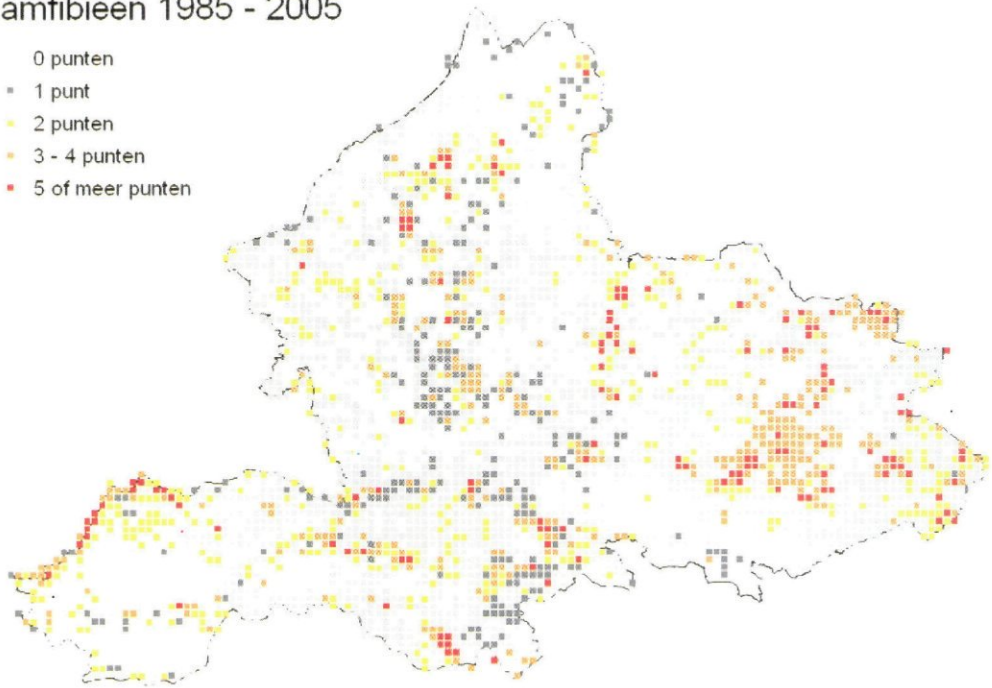 amfibieën 1985 - 2005
0 punten
1 punt
2 punten
3 - 4 punten
5 of meer punten